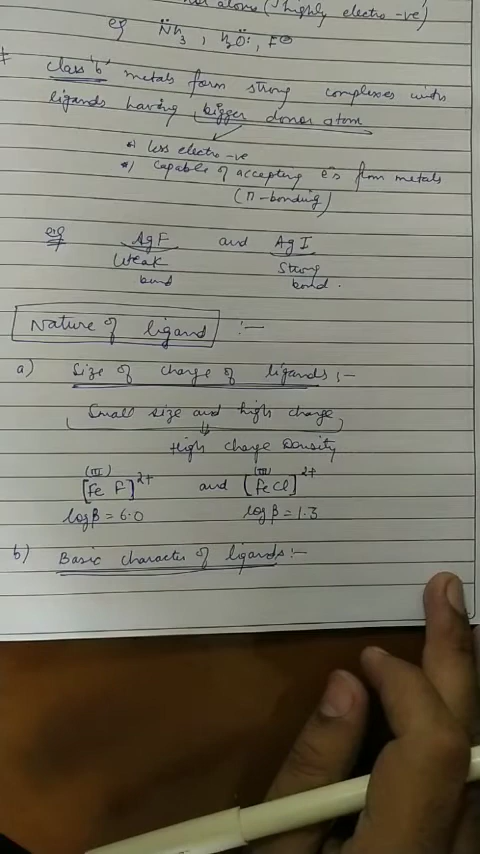 (highly electro -ve)
eg N̈H3 , H2Ö: , F⊖
Class 'b' metals form strong complexes with
ligands having bigger donor atom
*) less electro -ve
*) Capable of accepting e's from metals
(π-bonding)
eg AgF and AgI
Weak Strong
bond bond.
Nature of ligand :-
a) Size of charge of ligands :-
Small size and high charge
High Charge Density
(III) (III)
[Fe F]2+ and [FeCl]2+
logβ = 6.0 logβ = 1.3
b) Basic character of ligands :-